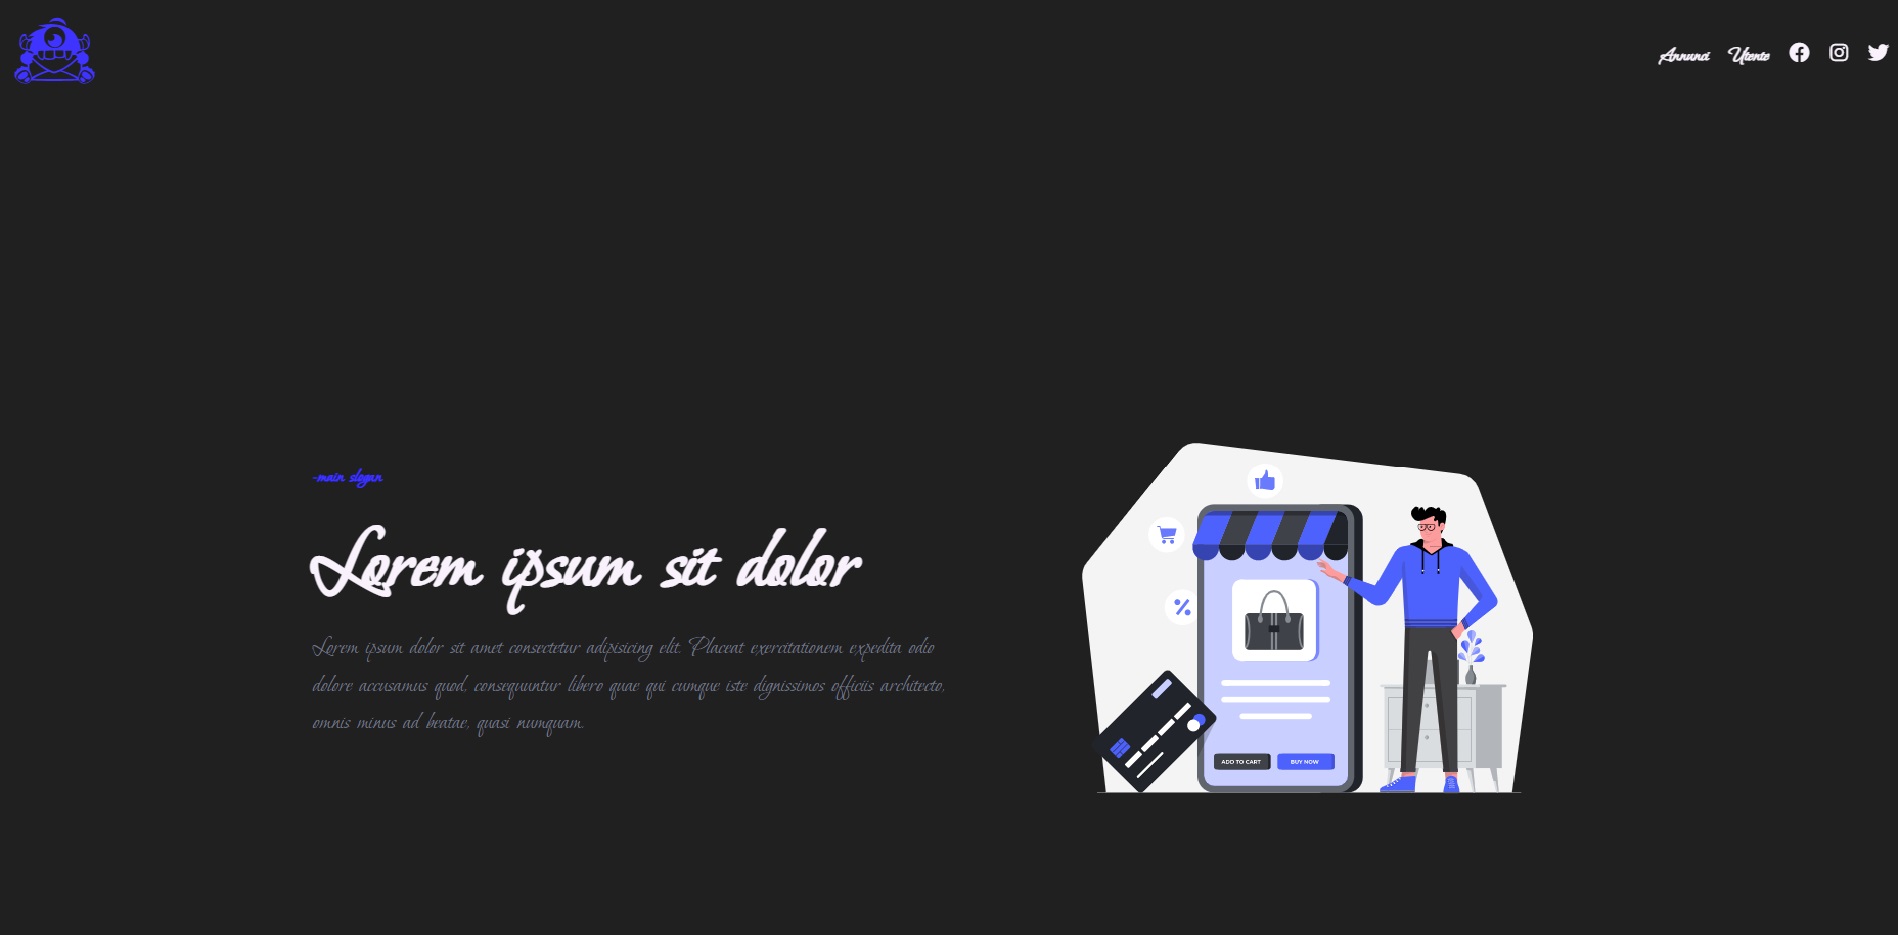 Annunci Utente
-main slogan
Lorem ipsum sit dolor
Lorem ipsum dolor sit amet consectetur adipisicing elit. Placeat exercitationem expedita odio
dolore accusamus quod, consequuntur libero quae qui cumque iste dignissimos officiis architecto,
omnis minus ad beatae, quasi numquam.
ADD TO CART BUY NOW